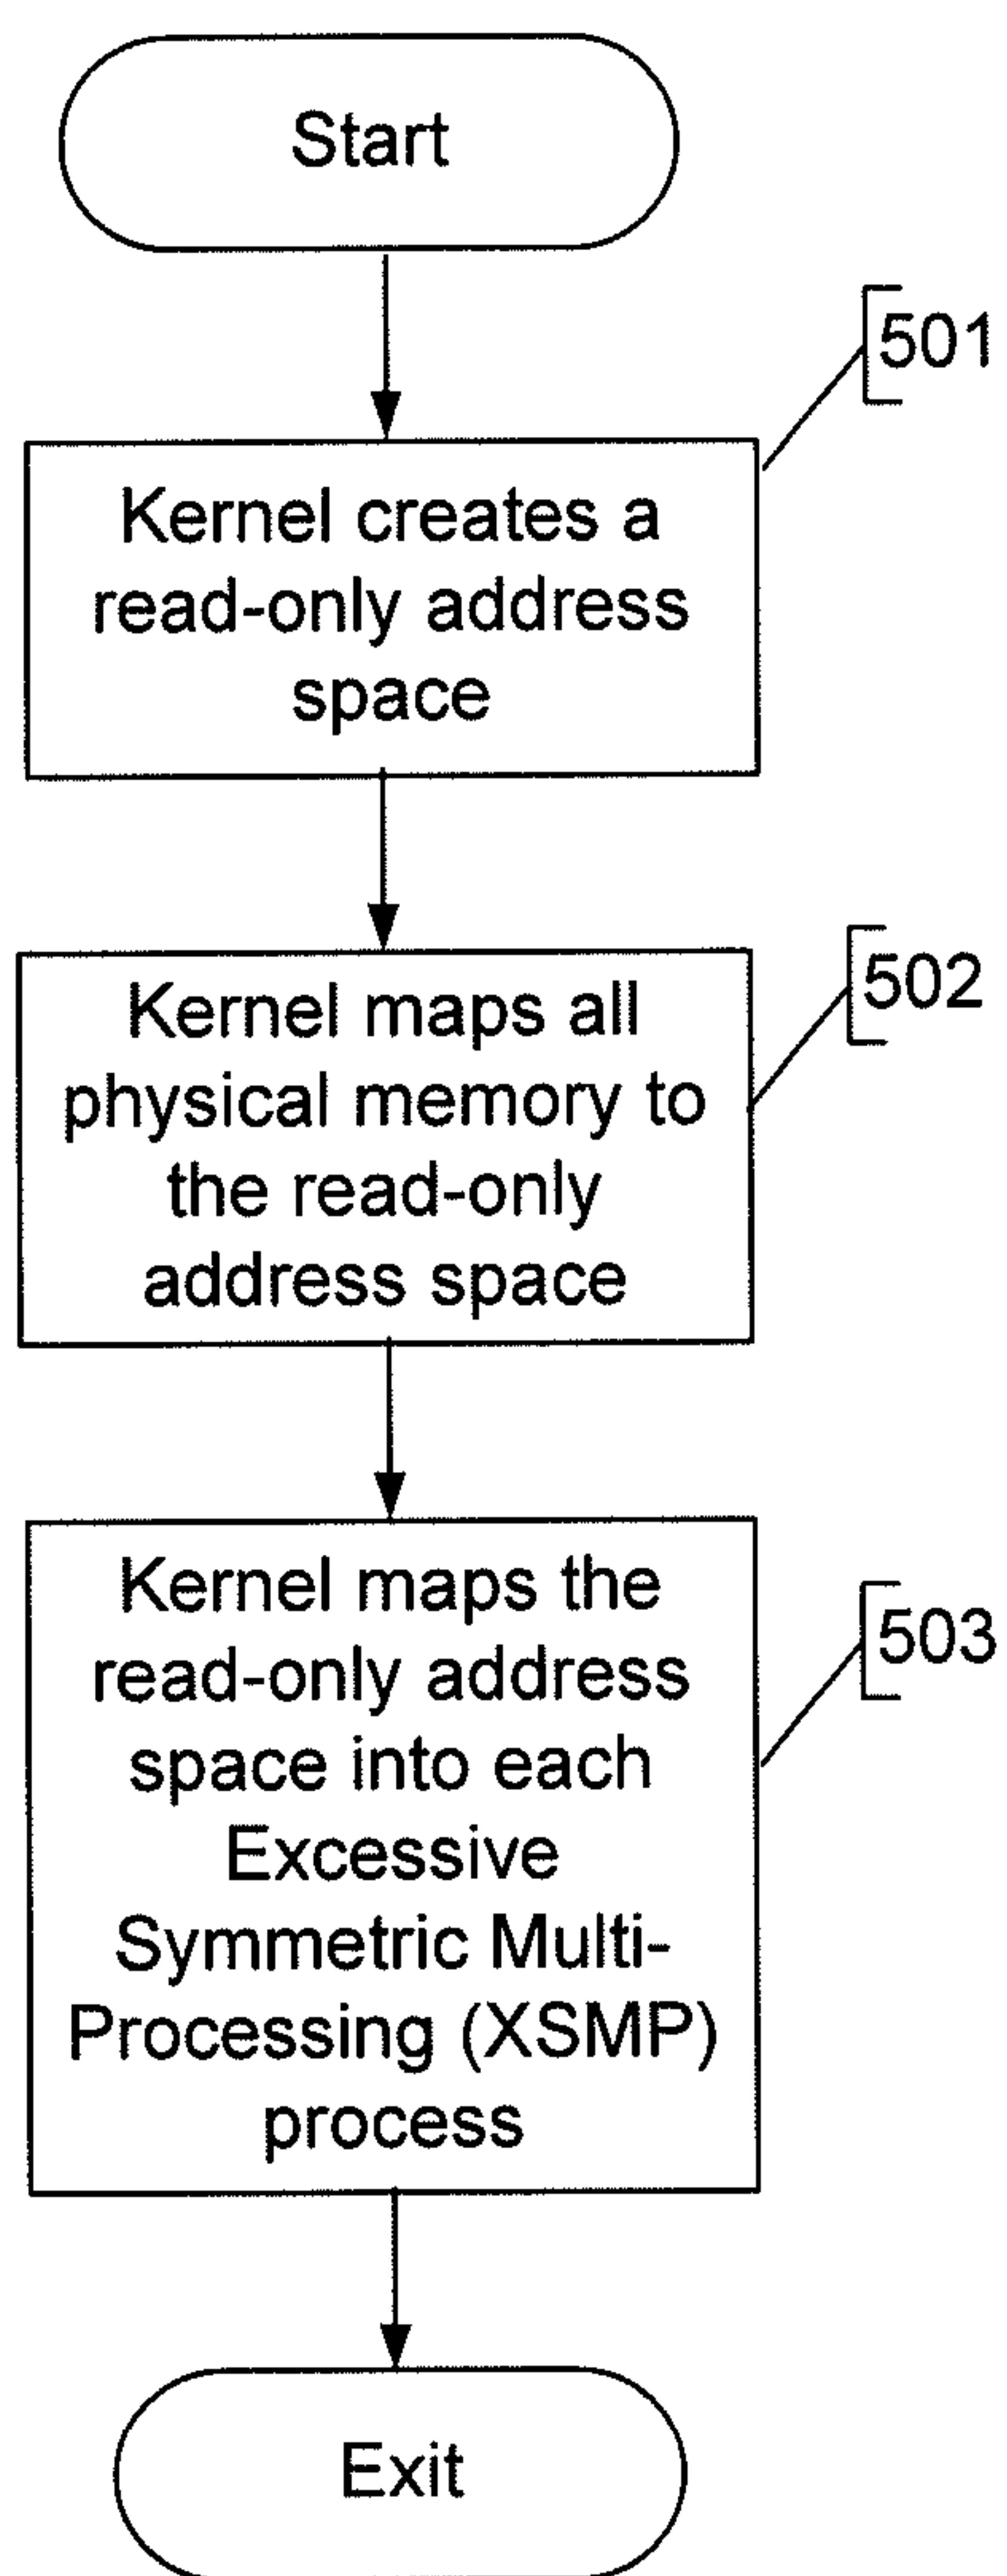 Start
501
Kernel creates a
read-only address
space
502
Kernel maps all
physical memory to
the read-only
address space
Kernel maps the
read-only address
space into each
Excessive
Symmetric Multi-
Processing (XSMP)
process
503
Exit